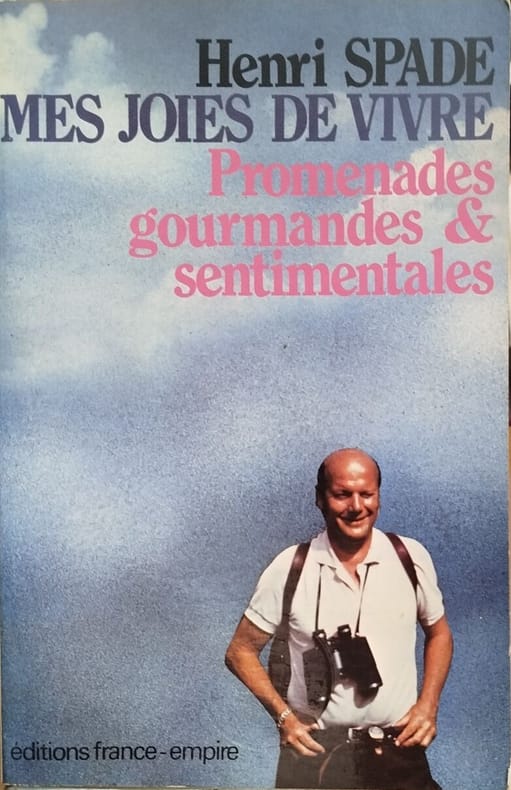 Henri SPADE
MES JOIES DE VIVRE
Promenades
gourmandes &
sentimentales
éditions france-empire